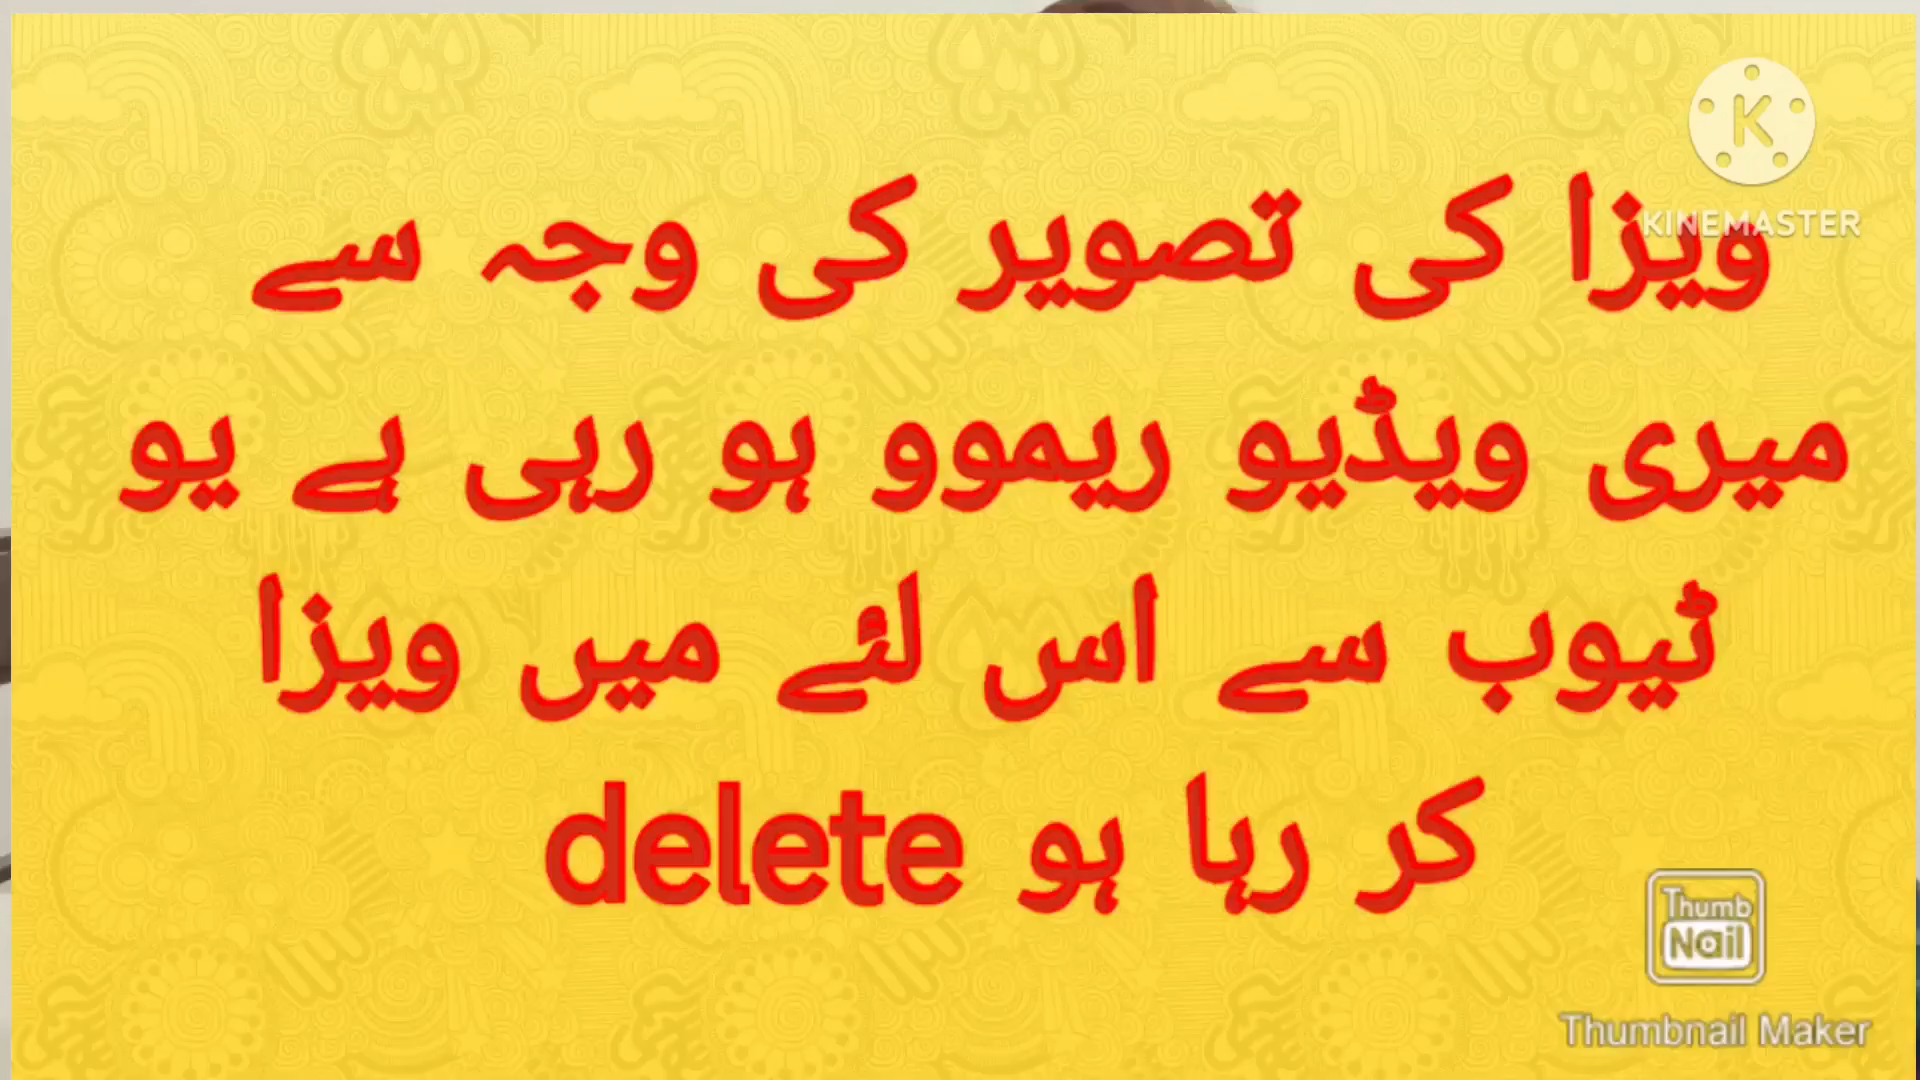 ویزا کی تصویر کی وجہ سے
میری ویڈیو ریموو ہو رہی ہے یو
ٹیوب سے اس لئے میں ویزا
کر رہا ہو delete
KINEMASTER
Thumb
Nail
Thumbnail Maker